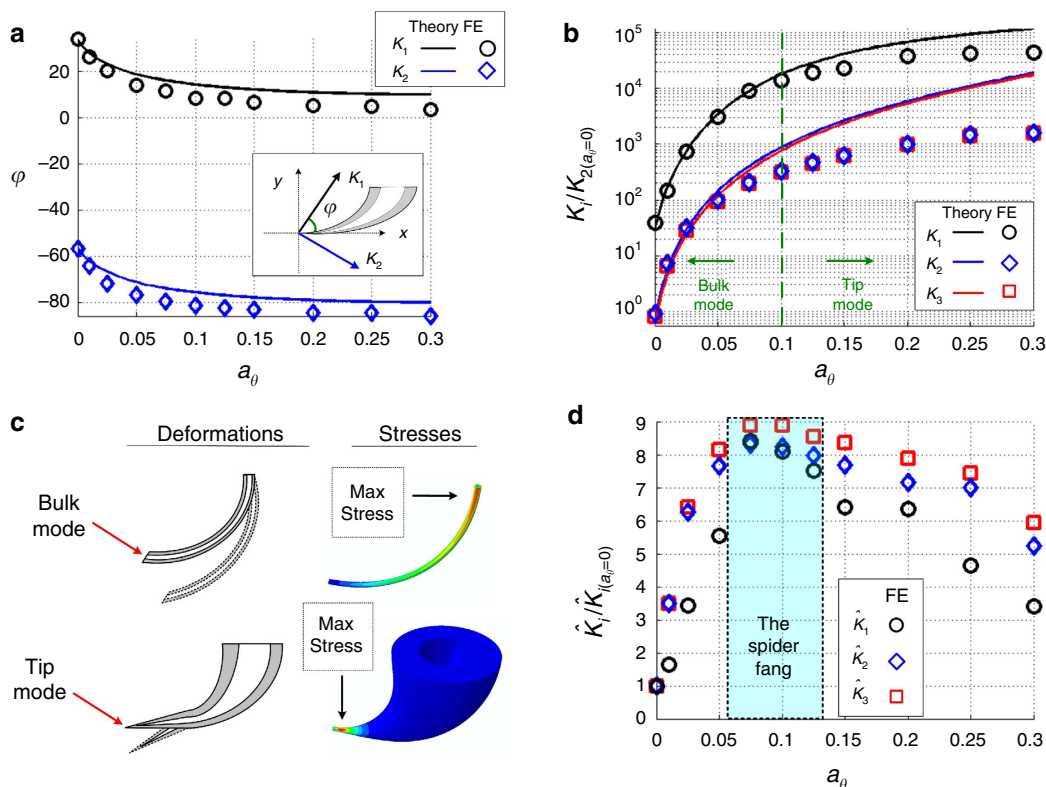 a
Theory FE
K1
K2
20
0
−20
−40
−60
−80
φ
y
K1
φ
x
K2
0 0.05 0.1 0.15 0.2 0.25 0.3
aθ
b
10^5
10^4
10^3
10^2
10^1
10^0
Ki/K2(aθ=0)
Bulk
mode
Tip
mode
Theory FE
K1
K2
K3
0 0.05 0.1 0.15 0.2 0.25 0.3
aθ
c
Deformations
Stresses
Bulk
mode
Max
Stress
Tip
mode
Max
Stress
d
9
8
7
6
5
4
3
2
1
0
K̂i/K̂i(aθ=0)
The
spider
fang
FE
K̂1
K̂2
K̂3
0 0.05 0.1 0.15 0.2 0.25 0.3
aθ